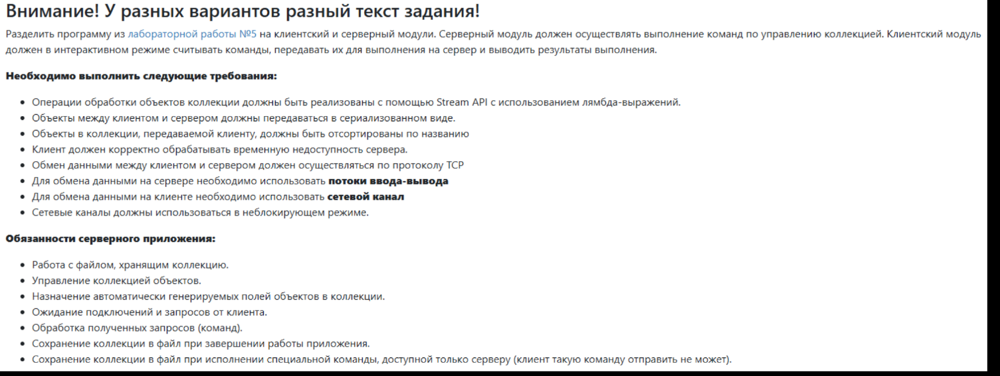 Внимание! У разных вариантов разный текст задания!
Разделить программу из лабораторной работы №5 на клиентский и серверный модули. Серверный модуль должен осуществлять выполнение команд по управлению коллекцией. Клиентский модуль
должен в интерактивном режиме считывать команды, передавать их для выполнения на сервер и выводить результаты выполнения.
Необходимо выполнить следующие требования:
• Операции обработки объектов коллекции должны быть реализованы с помощью Stream API с использованием лямбда-выражений.
• Объекты между клиентом и сервером должны передаваться в сериализованном виде.
• Объекты в коллекции, передаваемой клиенту, должны быть отсортированы по названию
• Клиент должен корректно обрабатывать временную недоступность сервера.
• Обмен данными между клиентом и сервером должен осуществляться по протоколу TCP
• Для обмена данными на сервере необходимо использовать потоки ввода-вывода
• Для обмена данными на клиенте необходимо использовать сетевой канал
• Сетевые каналы должны использоваться в неблокирующем режиме.
Обязанности серверного приложения:
• Работа с файлом, хранящим коллекцию.
• Управление коллекцией объектов.
• Назначение автоматически генерируемых полей объектов в коллекции.
• Ожидание подключений и запросов от клиента.
• Обработка полученных запросов (команд).
• Сохранение коллекции в файл при завершении работы приложения.
• Сохранение коллекции в файл при исполнении специальной команды, доступной только серверу (клиент такую команду отправить не может).